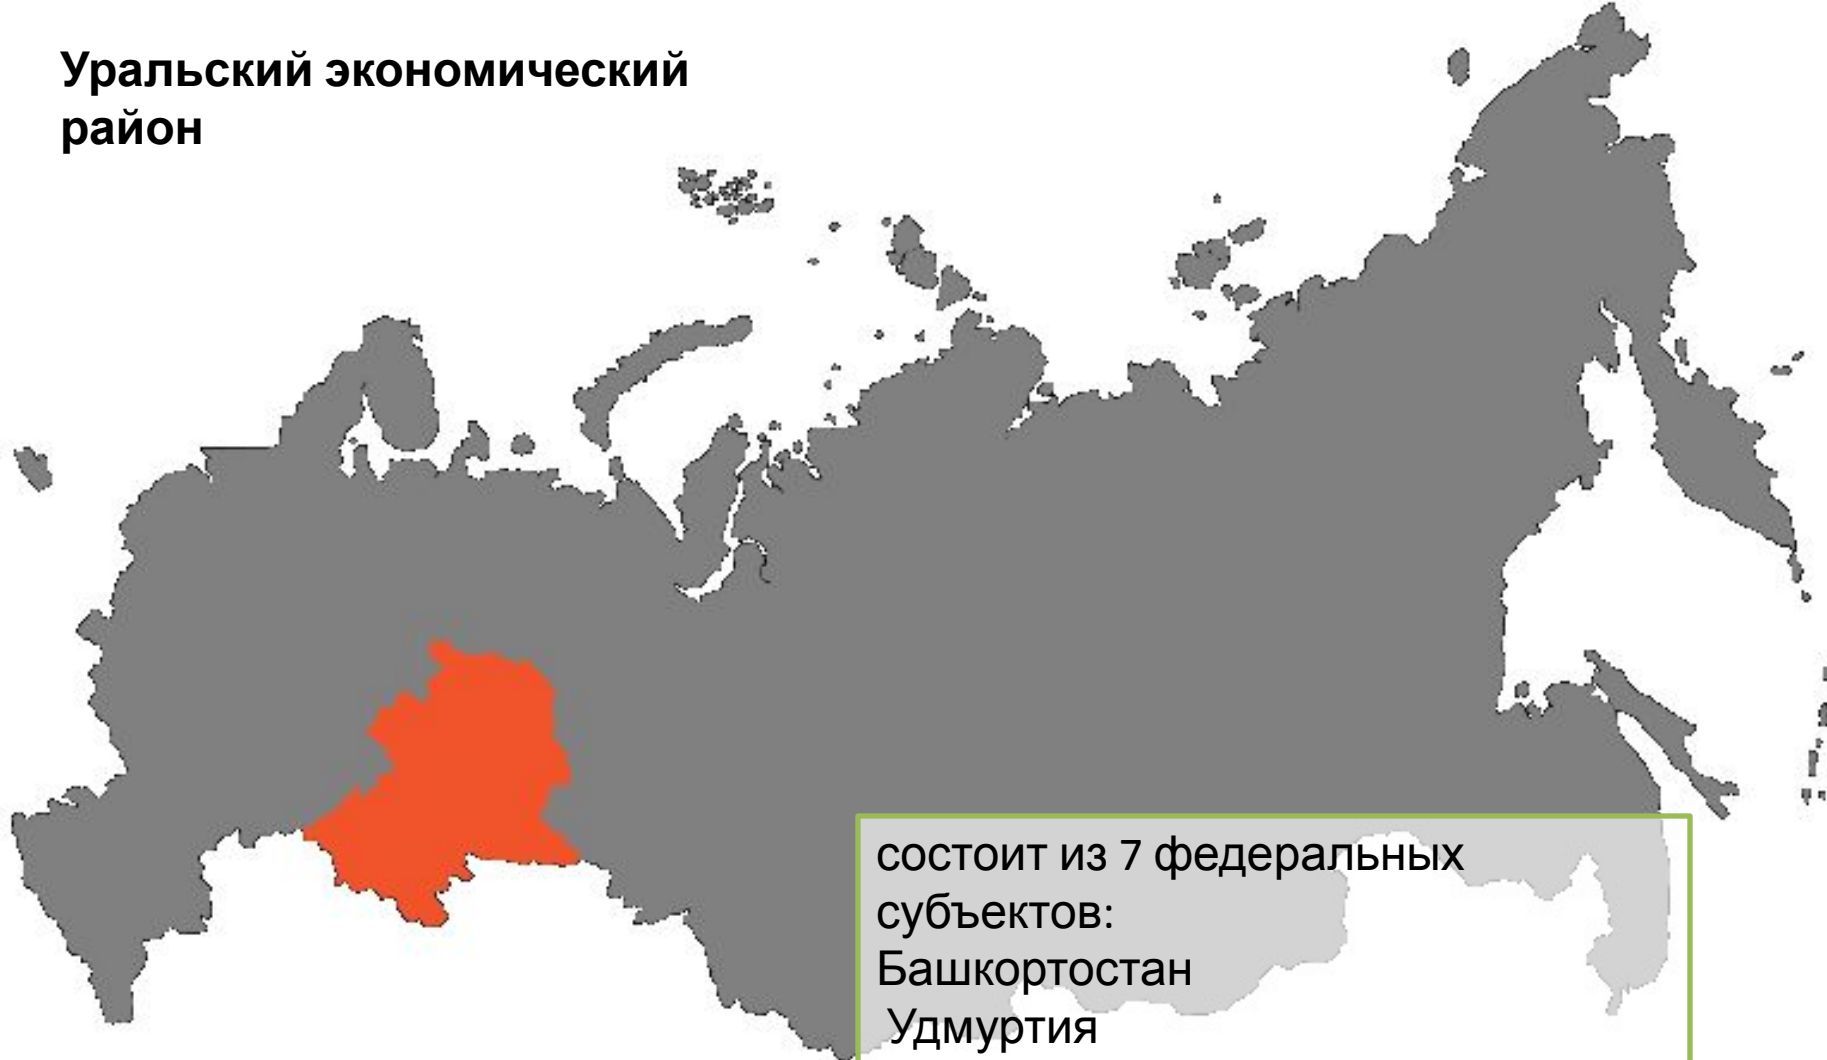 Уральский экономический
район
состоит из 7 федеральных
субъектов:
Башкортостан
Удмуртия